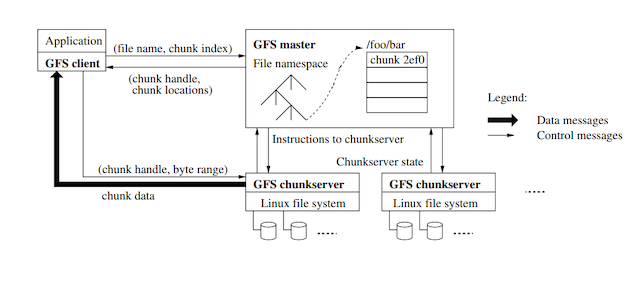 Application
GFS client
(file name, chunk index)
(chunk handle,
chunk locations)
GFS master
File namespace
/foo/bar
chunk 2ef0
Legend:
Data messages
Control messages
Instructions to chunkserver
Chunkserver state
(chunk handle, byte range)
chunk data
GFS chunkserver
Linux file system
GFS chunkserver
Linux file system